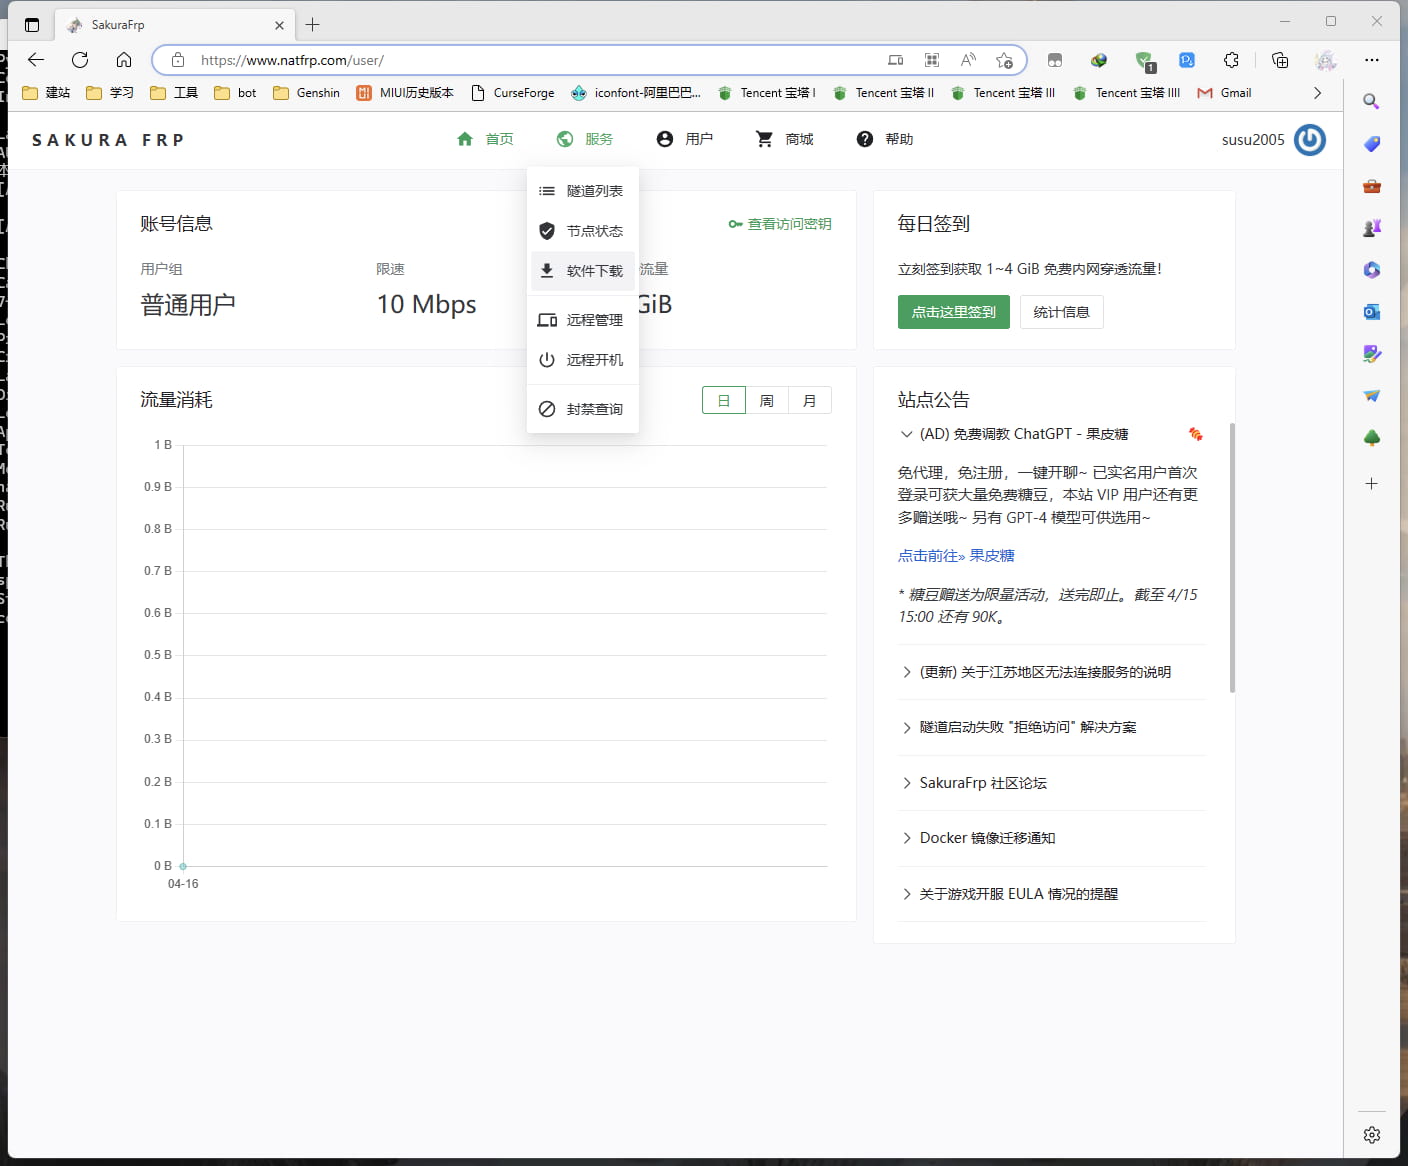 SakuraFrp
https://www.natfrp.com/user/
1
建站 学习 工具 bot Genshin MIUI历史版本 CurseForge iconfont-阿里巴巴... Tencent 宝塔 I Tencent 宝塔 II Tencent 宝塔 III Tencent 宝塔 IIII Gmail
SAKURA FRP
首页 服务 用户 商城 帮助
susu2005
隧道列表
节点状态
软件下载
远程管理
远程开机
封禁查询
账号信息
查看访问密钥
用户组 限速 流量
普通用户 10 Mbps GiB
每日签到
立刻签到获取 1~4 GiB 免费内网穿透流量!
点击这里签到 统计信息
流量消耗
日 周 月
1 B
0.9 B
0.8 B
0.7 B
0.6 B
0.5 B
0.4 B
0.3 B
0.2 B
0.1 B
0 B
04-16
站点公告
(AD) 免费调教 ChatGPT - 果皮糖
免代理，免注册，一键开聊~ 已实名用户首次
登录可获大量免费糖豆，本站 VIP 用户还有更
多赠送哦~ 另有 GPT-4 模型可供选用~
点击前往» 果皮糖
* 糖豆赠送为限量活动，送完即止。截至 4/15
15:00 还有 90K。
(更新) 关于江苏地区无法连接服务的说明
隧道启动失败 "拒绝访问" 解决方案
SakuraFrp 社区论坛
Docker 镜像迁移通知
关于游戏开服 EULA 情况的提醒